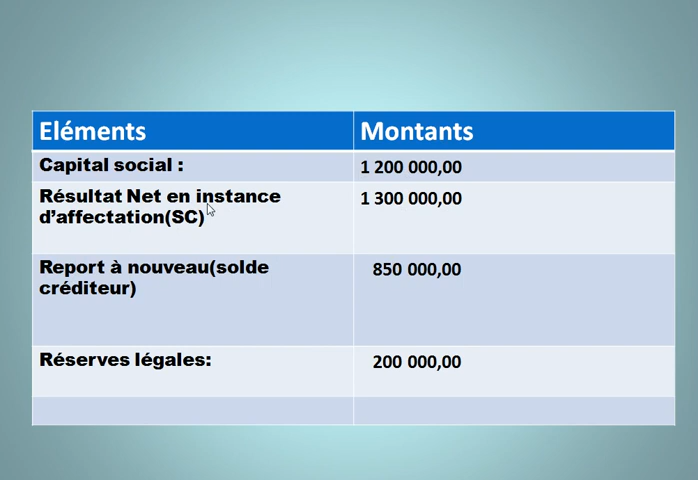 Eléments Montants
Capital social : 1 200 000,00
Résultat Net en instance 1 300 000,00
d’affectation(SC)
Report à nouveau(solde 850 000,00
créditeur)
Réserves légales: 200 000,00